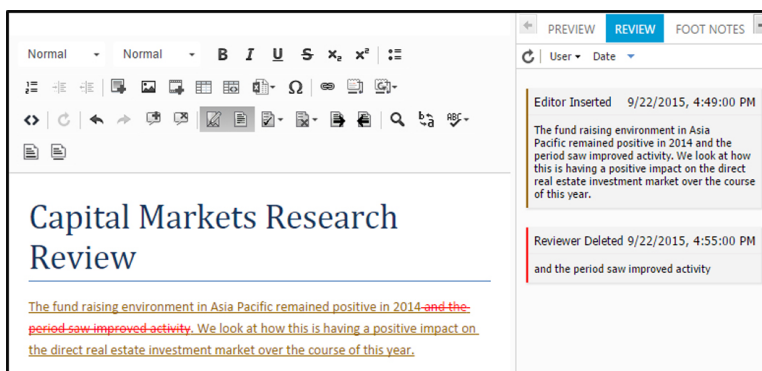 PREVIEW REVIEW FOOT NOTES
Normal Normal B I U S x₂ x² 
User Date
Ω
ABC
Editor Inserted 9/22/2015, 4:49:00 PM
The fund raising environment in Asia
Pacific remained positive in 2014 and the
period saw improved activity. We look at how
this is having a positive impact on the direct
real estate investment market over the course
of this year.
Reviewer Deleted 9/22/2015, 4:55:00 PM
and the period saw improved activity
Capital Markets Research
Review
The fund raising environment in Asia Pacific remained positive in 2014 and the
period saw improved activity. We look at how this is having a positive impact on
the direct real estate investment market over the course of this year.